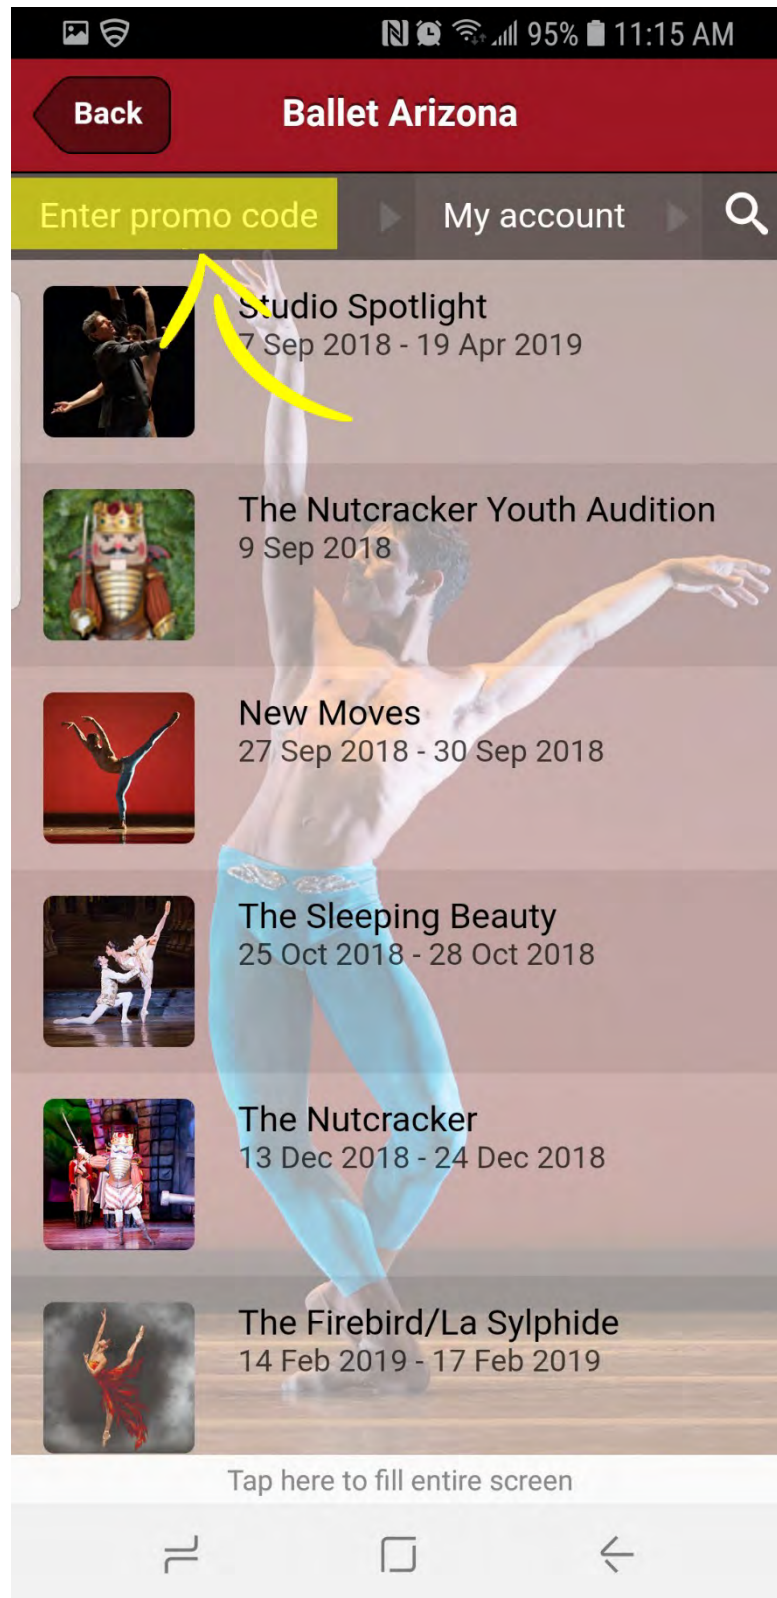 95% 11:15 AM
Back
Ballet Arizona
Enter promo code
My account
Studio Spotlight
7 Sep 2018 - 19 Apr 2019
The Nutcracker Youth Audition
9 Sep 2018
New Moves
27 Sep 2018 - 30 Sep 2018
The Sleeping Beauty
25 Oct 2018 - 28 Oct 2018
The Nutcracker
13 Dec 2018 - 24 Dec 2018
The Firebird/La Sylphide
14 Feb 2019 - 17 Feb 2019
Tap here to fill entire screen